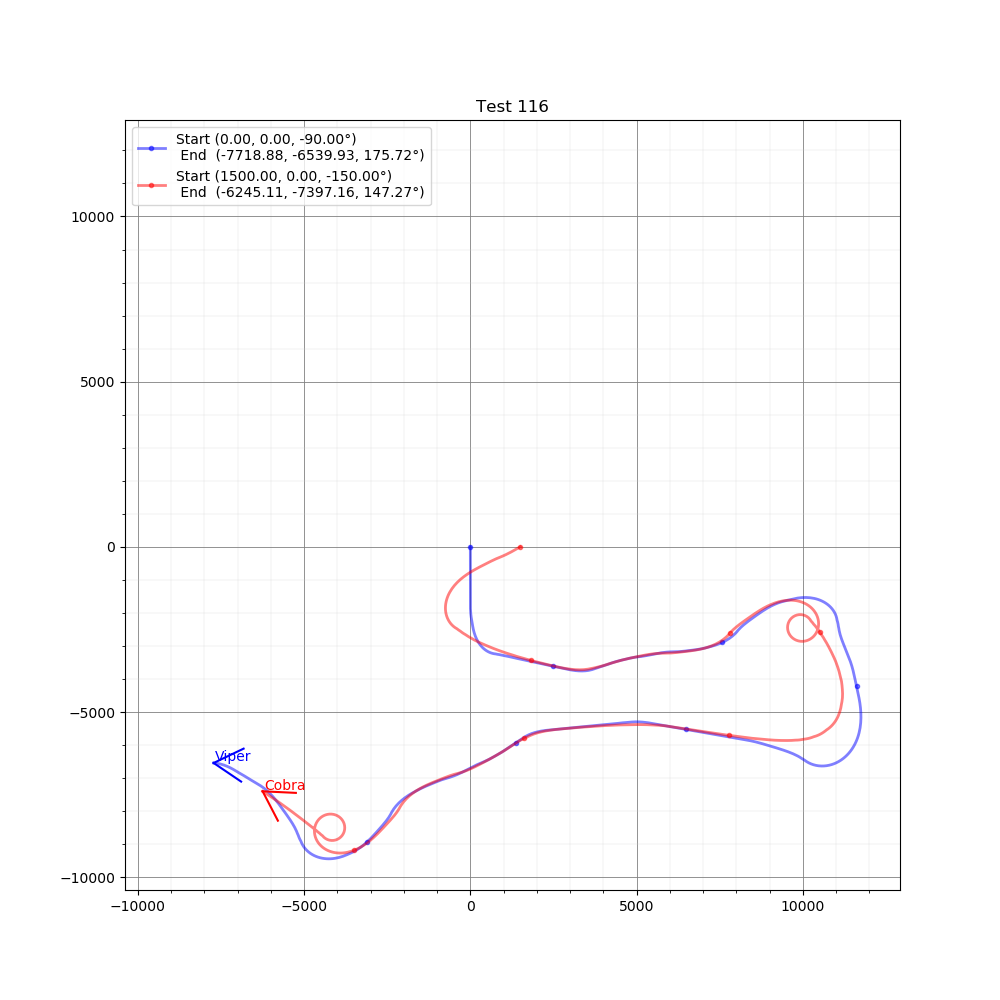 Test 116
Start (0.00, 0.00, -90.00°)
End  (-7718.88, -6539.93, 175.72°)
Start (1500.00, 0.00, -150.00°)
End  (-6245.11, -7397.16, 147.27°)
10000
5000
0
−5000
−10000
Viper
Cobra
−10000
−5000
0
5000
10000